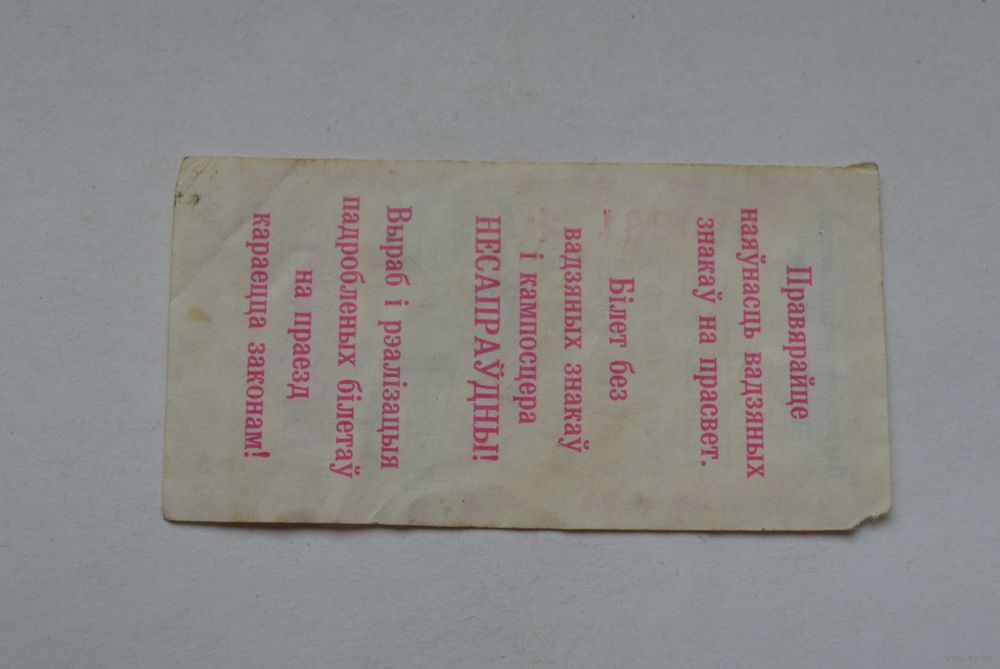 Правярайце
наяўнасць вадзяных
знакаў на прасвет.
Білет без
вадзяных знакаў
і кампосцера
НЕСАПРАЎДНЫ!
Выраб і рэалізацыя
падробленых білетаў
на праезд
караецца законам!